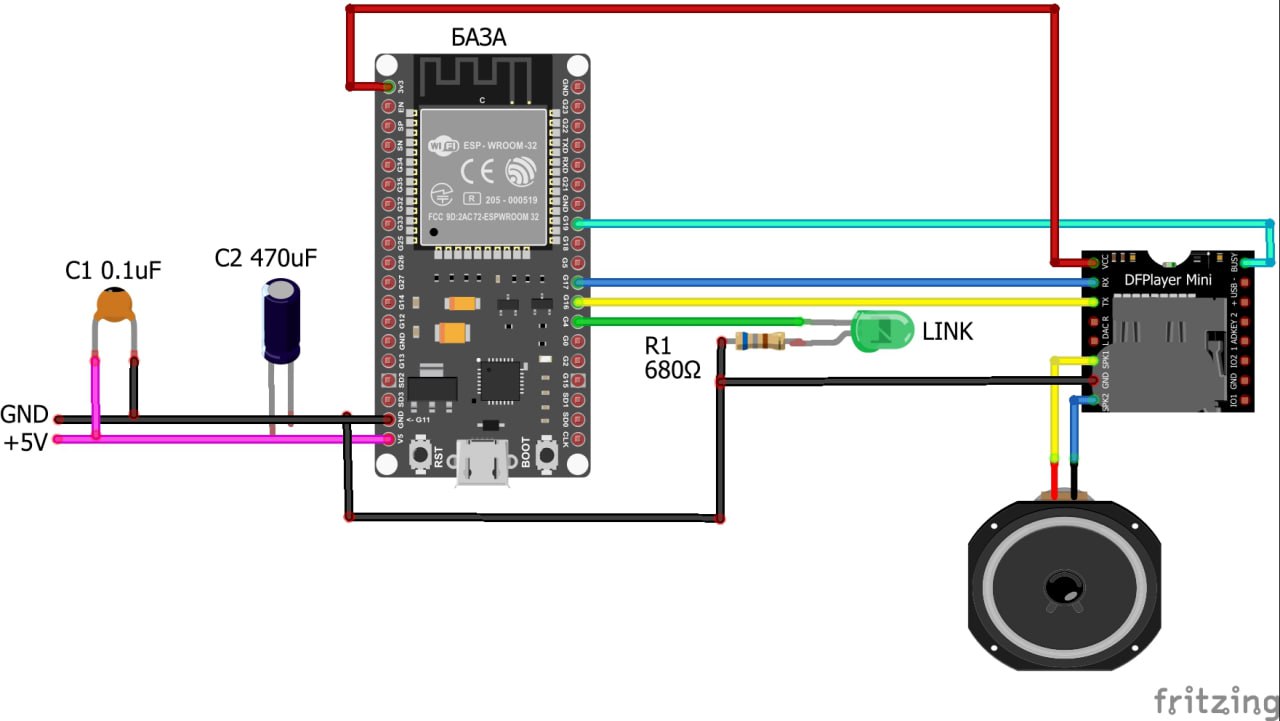 БАЗА
3v3
EN
SP
SN
G34
G35
G32
G33
G25
G26
G27
G14
G12
GND
G13
SD2
SD3
GND
V5
<- G11
GND
G23
G22
TXD
RXD
G21
GND
G19
G18
G5
G17
G16
G4
G0
G2
G15
SD1
SD0
CLK
C
Wi Fi
ESP - WROOM-32
CE
R
205 - 000519
FCC 9D:2AC72-ESPWROOM 32
RST
BOOT
C1 0.1uF
C2 470uF
GND
+5V
R1
680Ω
LINK
DFPlayer Mini
VCC
RX
TX
DAC R
L
SPK1
GND
SPK2
BUSY
USB -
+
ADKEY 2
1
IO2
GND
IO1
fritzing